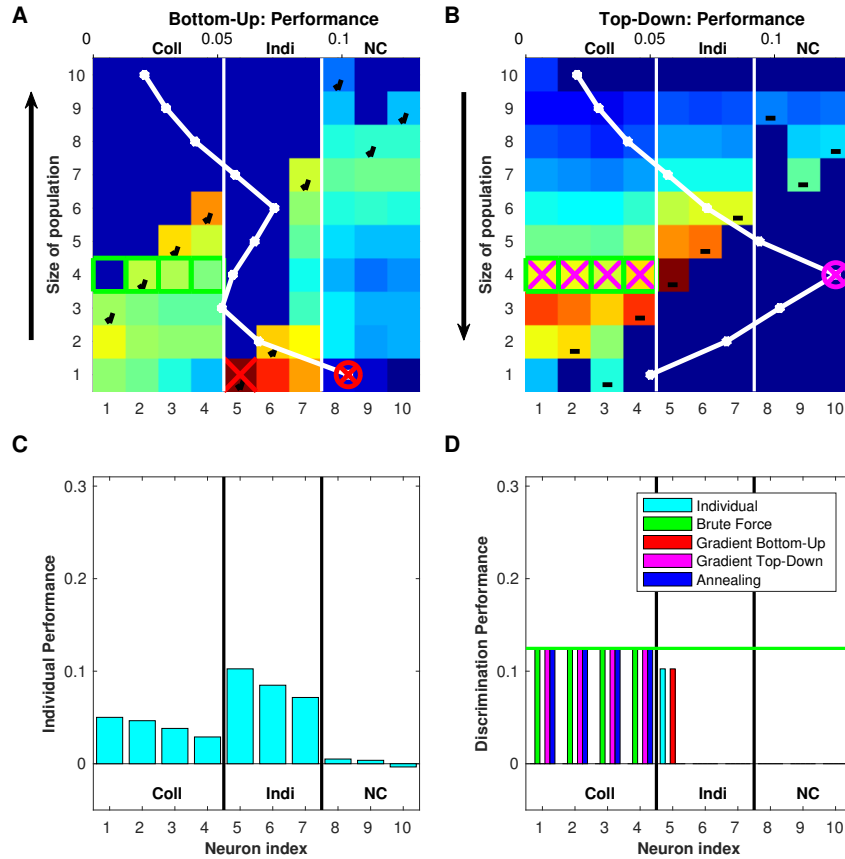 A
Bottom-Up: Performance
0 0.05 0.1
Coll Indi NC
Size of population
10
9
8
7
6
5
4
3
2
1
1 2 3 4 5 6 7 8 9 10
B
Top-Down: Performance
0 0.05 0.1
Coll Indi NC
Size of population
10
9
8
7
6
5
4
3
2
1
1 2 3 4 5 6 7 8 9 10
C
Individual Performance
0.3
0.2
0.1
0
Coll Indi NC
1 2 3 4 5 6 7 8 9 10
Neuron index
D
Discrimination Performance
0.3
0.2
0.1
0
Individual
Brute Force
Gradient Bottom-Up
Gradient Top-Down
Annealing
Coll Indi NC
1 2 3 4 5 6 7 8 9 10
Neuron index